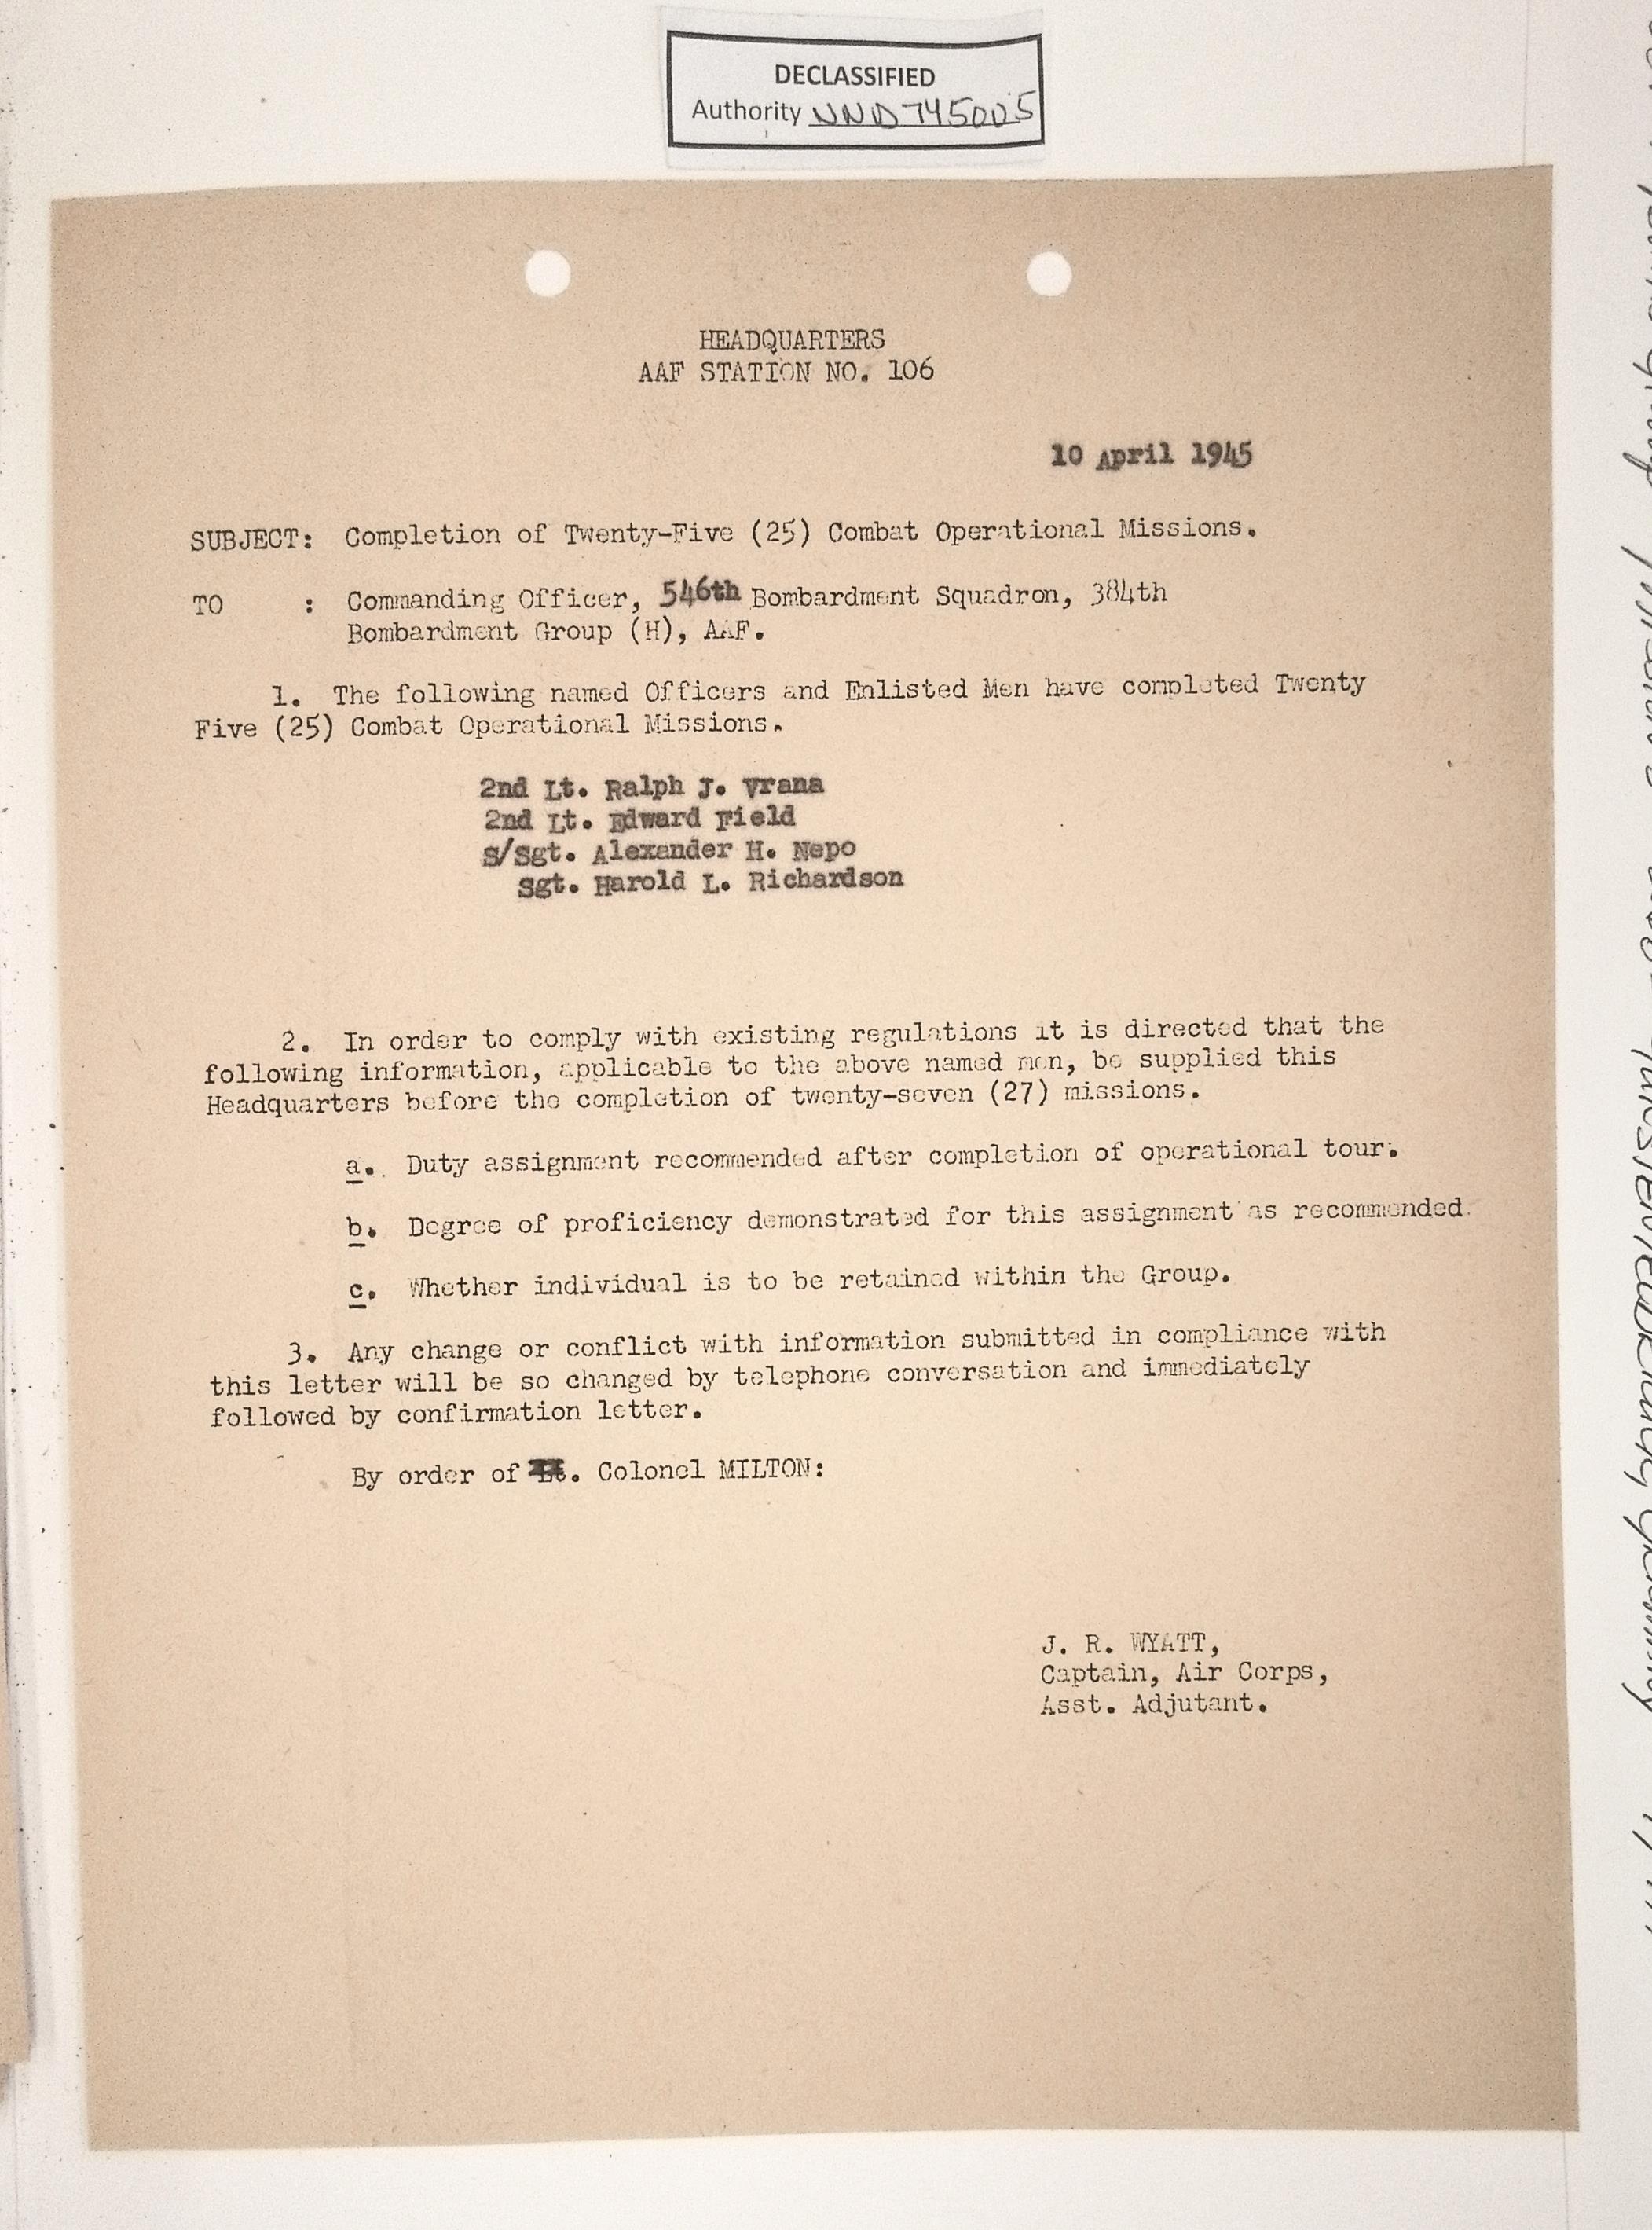 DECLASSIFIED
Authority NND 745005
HEADQUARTERS
AAF STATION NO. 106
10 April 1945
SUBJECT: Completion of Twenty-Five (25) Combat Operational Missions.
TO : Commanding Officer, 546th Bombardment Squadron, 384th
Bombardment Group (H), AAF.
1. The following named Officers and Enlisted Men have completed Twenty
Five (25) Combat Operational Missions.
2nd Lt. Ralph J. Vrana
2nd Lt. Edward Field
S/Sgt. Alexander H. Nepo
Sgt. Harold L. Richardson
2. In order to comply with existing regulations it is directed that the
following information, applicable to the above named men, be supplied this
Headquarters before the completion of twenty-seven (27) missions.
a. Duty assignment recommended after completion of operational tour.
b. Degree of proficiency demonstrated for this assignment as recommended.
c. Whether individual is to be retained within the Group.
3. Any change or conflict with information submitted in compliance with
this letter will be so changed by telephone conversation and immediately
followed by confirmation letter.
By order of Lt. Colonel MILTON:
J. R. WYATT,
Captain, Air Corps,
Asst. Adjutant.